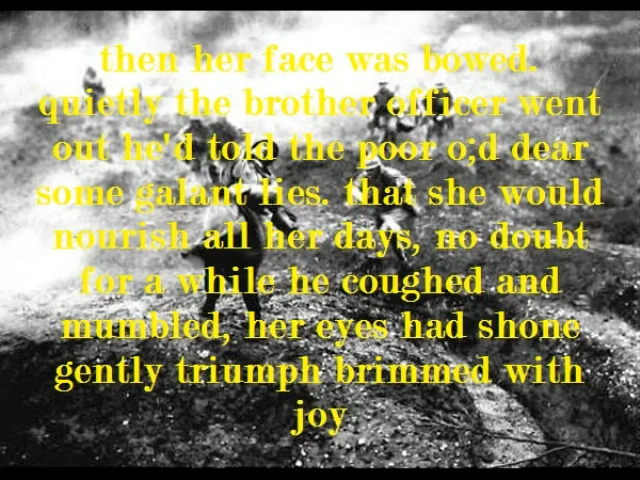 then her face was bowed.
quietly the brother officer went
out he'd told the poor o;d dear
some galant lies. that she would
nourish all her days, no doubt
for a while he coughed and
mumbled, her eyes had shone
gently triumph brimmed with
joy